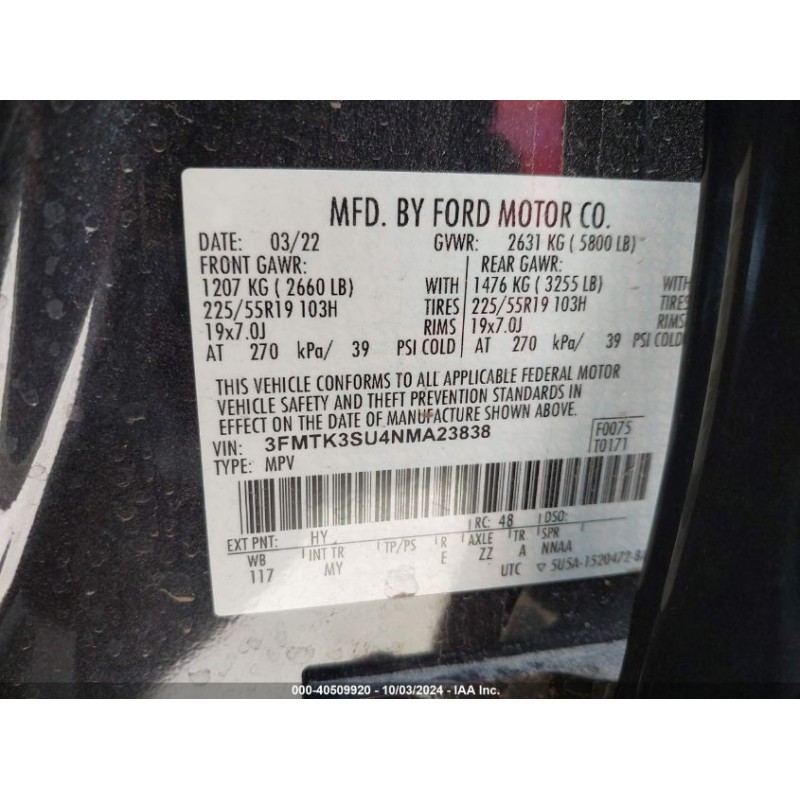 MFD. BY FORD MOTOR CO.
DATE: 03/22 GVWR: 2631 KG ( 5800 LB)
FRONT GAWR: REAR GAWR:
1207 KG ( 2660 LB) WITH 1476 KG ( 3255 LB) WITH
225/55R19 103H TIRES 225/55R19 103H TIRES
19x7.0J RIMS 19x7.0J RIMS
AT 270 kPa/ 39 PSI COLD AT 270 kPa/ 39 PSI COLD
THIS VEHICLE CONFORMS TO ALL APPLICABLE FEDERAL MOTOR
VEHICLE SAFETY AND THEFT PREVENTION STANDARDS IN
EFFECT ON THE DATE OF MANUFACTURE SHOWN ABOVE.
VIN: 3FMTK3SU4NMA23838 F0075
TYPE: MPV T0171
EXT PNT: HY RC: 48 DSO:
WB INT TR TP/PS R AXLE TR SPR
117 MY E ZZ A NNAA
UTC ▽ 5U5A-1520472-
000-40509920 - 10/03/2024 - IAA Inc.